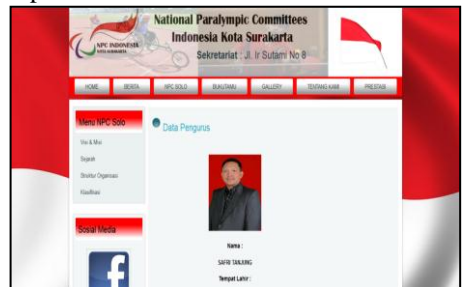 National Paralympic Committees
Indonesia Kota Surakarta
Sekretariat : Jl. Ir Sutami No 8
NPC INDONESIA
KOTA SURAKARTA
HOME BERITA NPC SOLO BUKUTAMU GALLERY TENTANG KAMI PRESTASI
Menu NPC Solo
Visi & Misi
Sejarah
Struktur Organisasi
Klasifikasi
Sosial Media
Data Pengurus
Nama :
SAFRI TANJUNG
Tempat Lahir :